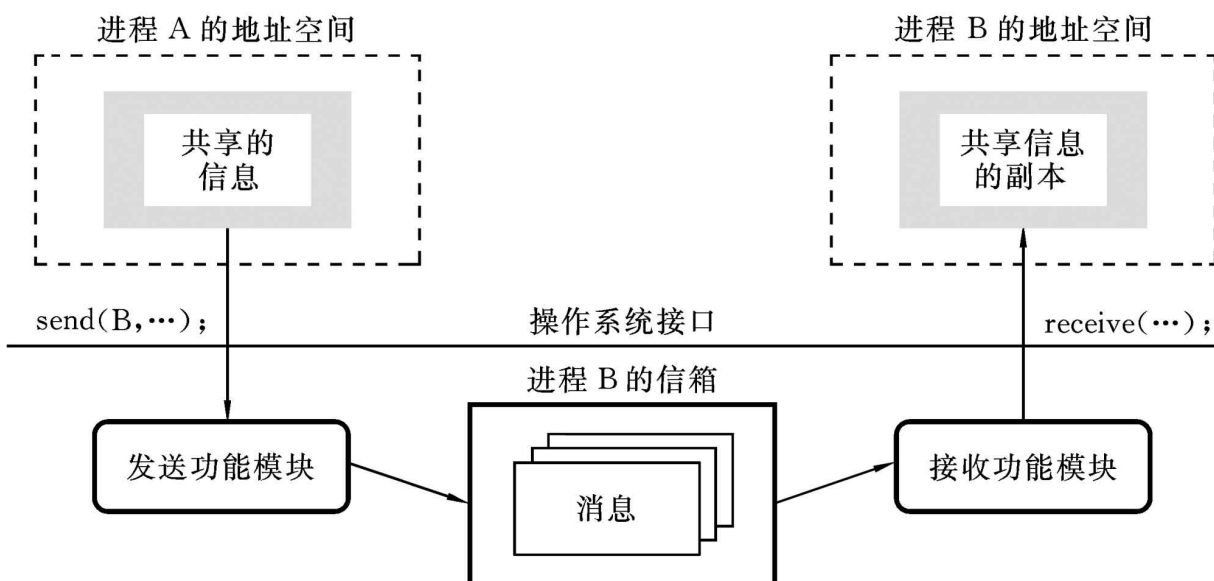 进程 A 的地址空间
进程 B 的地址空间
共享的
信息
共享信息
的副本
send(B,…);
操作系统接口
receive(…);
进程 B 的信箱
发送功能模块
消息
接收功能模块